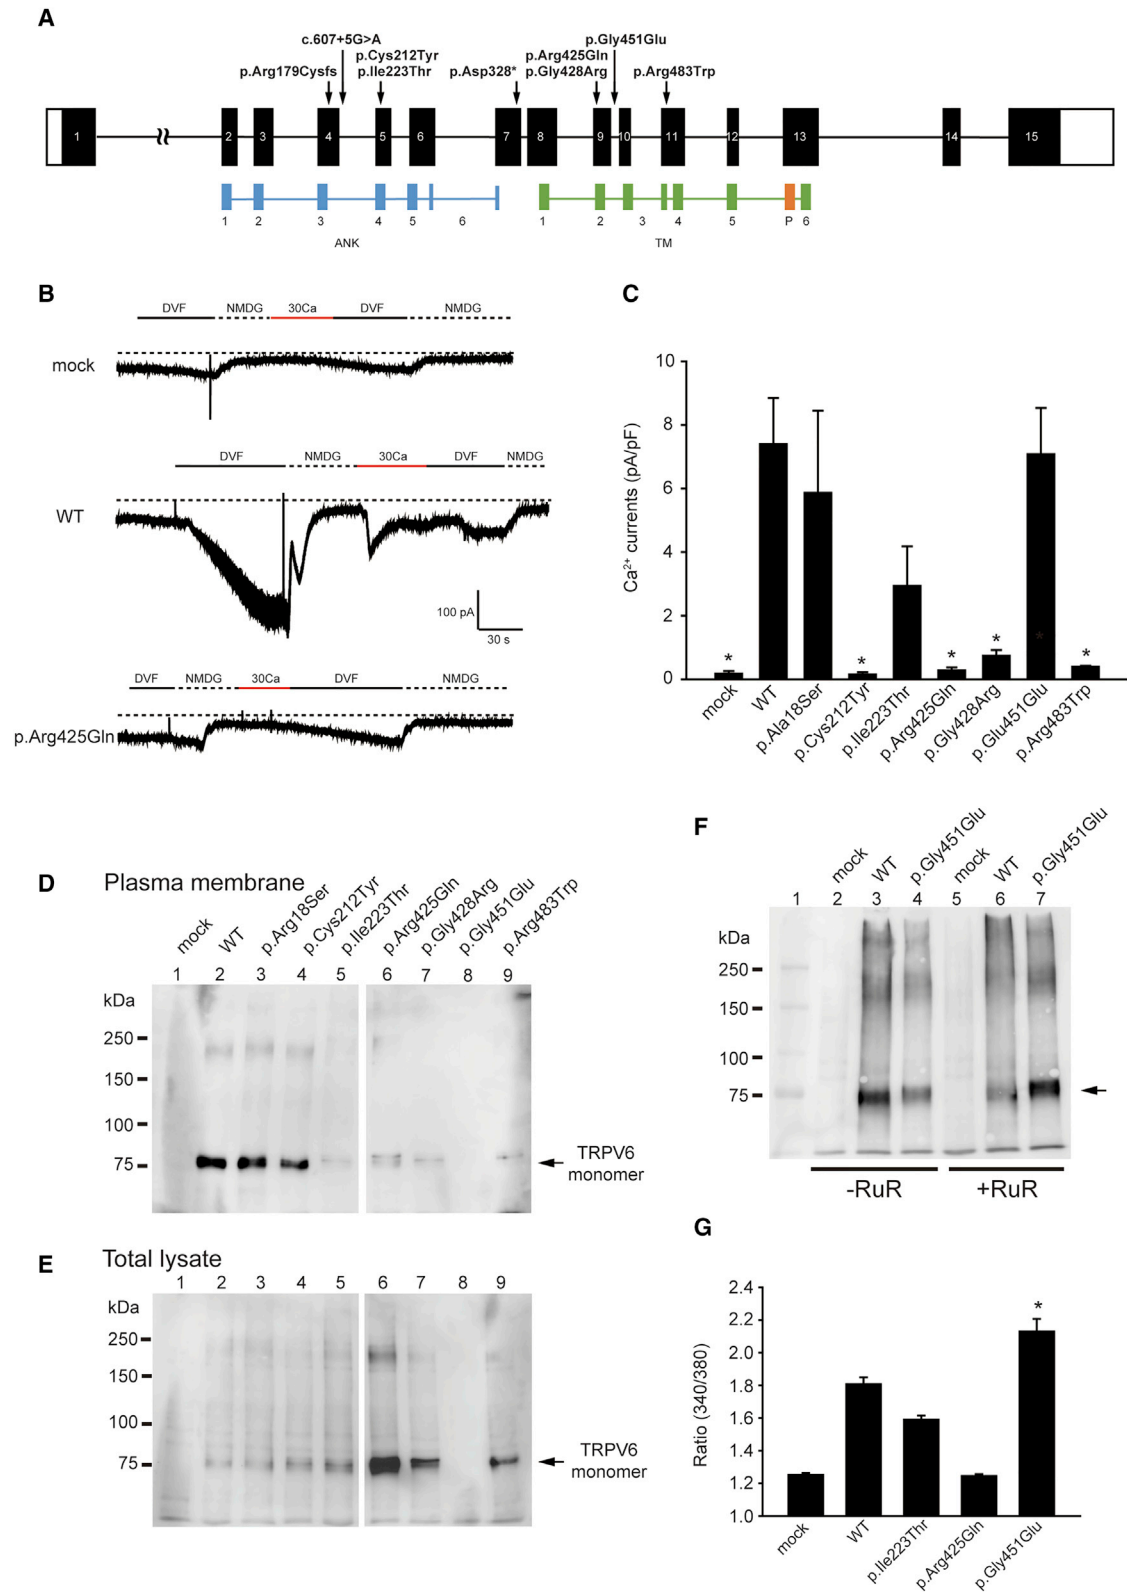 A
c.607+5G>A
p.Gly451Glu
p.Cys212Tyr
p.Arg425Gln
p.Arg179Cysfs
p.Ile223Thr
p.Asp328*
p.Gly428Arg
p.Arg483Trp
1 2 3 4 5 6 7 8 9 10 11 12 13 14 15
1 2 3 4 5 6 1 2 3 4 5 P 6
ANK TM
B
DVF NMDG 30Ca DVF NMDG
mock
DVF NMDG 30Ca DVF NMDG
WT
100 pA
30 s
DVF NMDG 30Ca DVF NMDG
p.Arg425Gln
C
Ca²⁺ currents (pA/pF)
10
8
6
4
2
0
* * * * * *
mock WT p.Ala18Ser p.Cys212Tyr p.Ile223Thr p.Arg425Gln p.Gly428Arg p.Glu451Glu p.Arg483Trp
D Plasma membrane
mock WT p.Arg18Ser p.Cys212Tyr p.Ile223Thr p.Arg425Gln p.Gly428Arg p.Gly451Glu p.Arg483Trp
1 2 3 4 5 6 7 8 9
kDa
250
150
100
75
TRPV6
monomer
E Total lysate
1 2 3 4 5 6 7 8 9
kDa
250
150
100
75
TRPV6
monomer
F
mock WT p.Gly451Glu mock WT p.Gly451Glu
1 2 3 4 5 6 7
kDa
250
150
100
75
-RuR +RuR
G
Ratio (340/380)
2.4
2.2
2.0
1.8
1.6
1.4
1.2
1.0
*
mock WT p.Ile223Thr p.Arg425Gln p.Gly451Glu